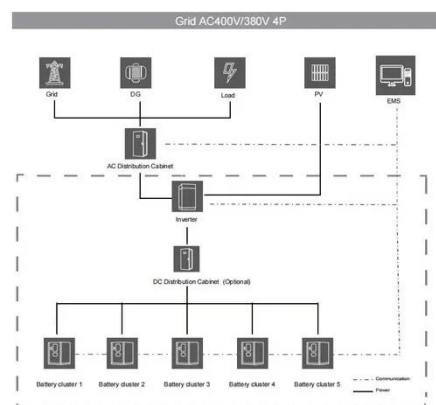 Grid AC400V/380V 4P
Grid
DG
Load
PV
EMS
AC Distribution Cabinet
Inverter
DC Distribution Cabinet (Optional)
Battery cluster 1
Battery cluster 2
Battery cluster 3
Battery cluster 4
Battery cluster 5
Communication
Power